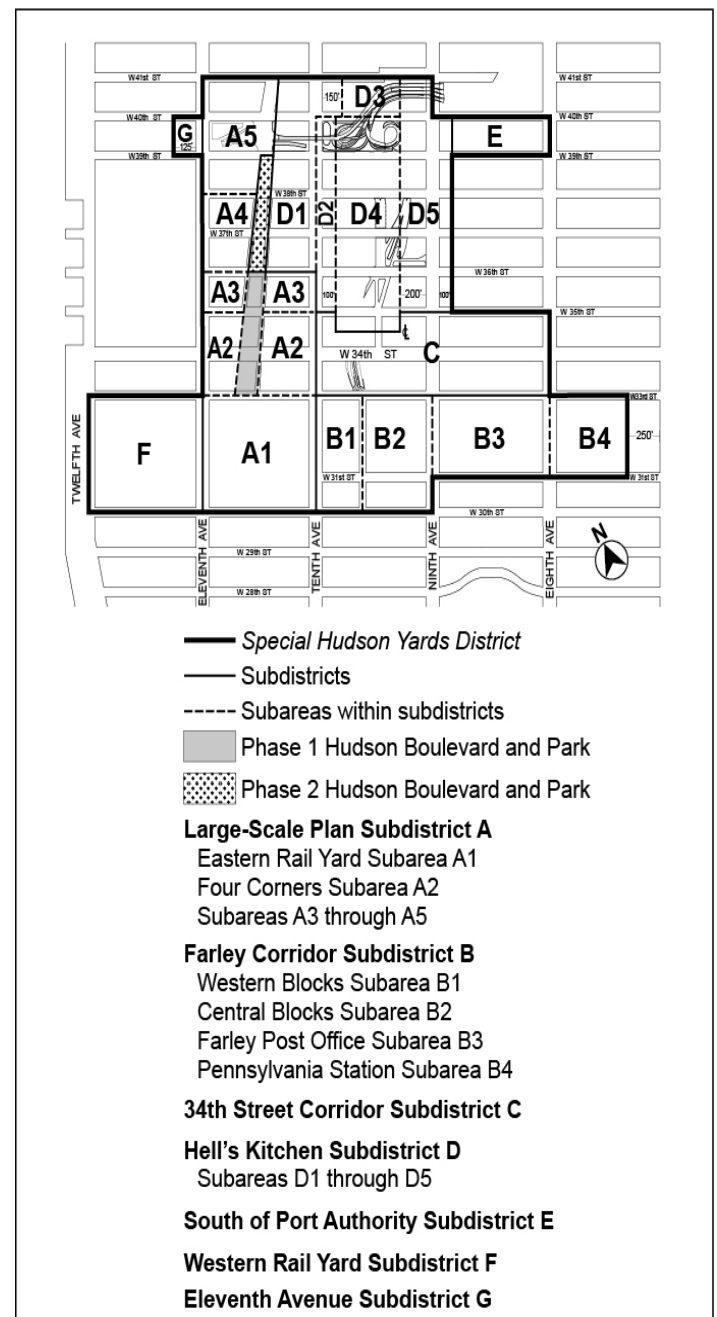 W 41st ST
W 41st ST
150'
D3
W 40th ST
W 40th ST
G
A5
E
125'
W 39th ST
W 39th ST
W 38th ST
A4
D1
D2
D4
D5
W 37th ST
W 36th ST
A3
A3
100'
200'
100'
W 35th ST
A2
A2
W 34th ST
C
W33rd ST
TWELFTH AVE
F
A1
B1
B2
B3
B4
250'
W 31st ST
W 31st ST
W 30th ST
ELEVENTH AVE
TENTH AVE
NINTH AVE
EIGHTH AVE
N
W 29th ST
W 28th ST
Special Hudson Yards District
Subdistricts
Subareas within subdistricts
Phase 1 Hudson Boulevard and Park
Phase 2 Hudson Boulevard and Park
Large-Scale Plan Subdistrict A
Eastern Rail Yard Subarea A1
Four Corners Subarea A2
Subareas A3 through A5
Farley Corridor Subdistrict B
Western Blocks Subarea B1
Central Blocks Subarea B2
Farley Post Office Subarea B3
Pennsylvania Station Subarea B4
34th Street Corridor Subdistrict C
Hell's Kitchen Subdistrict D
Subareas D1 through D5
South of Port Authority Subdistrict E
Western Rail Yard Subdistrict F
Eleventh Avenue Subdistrict G